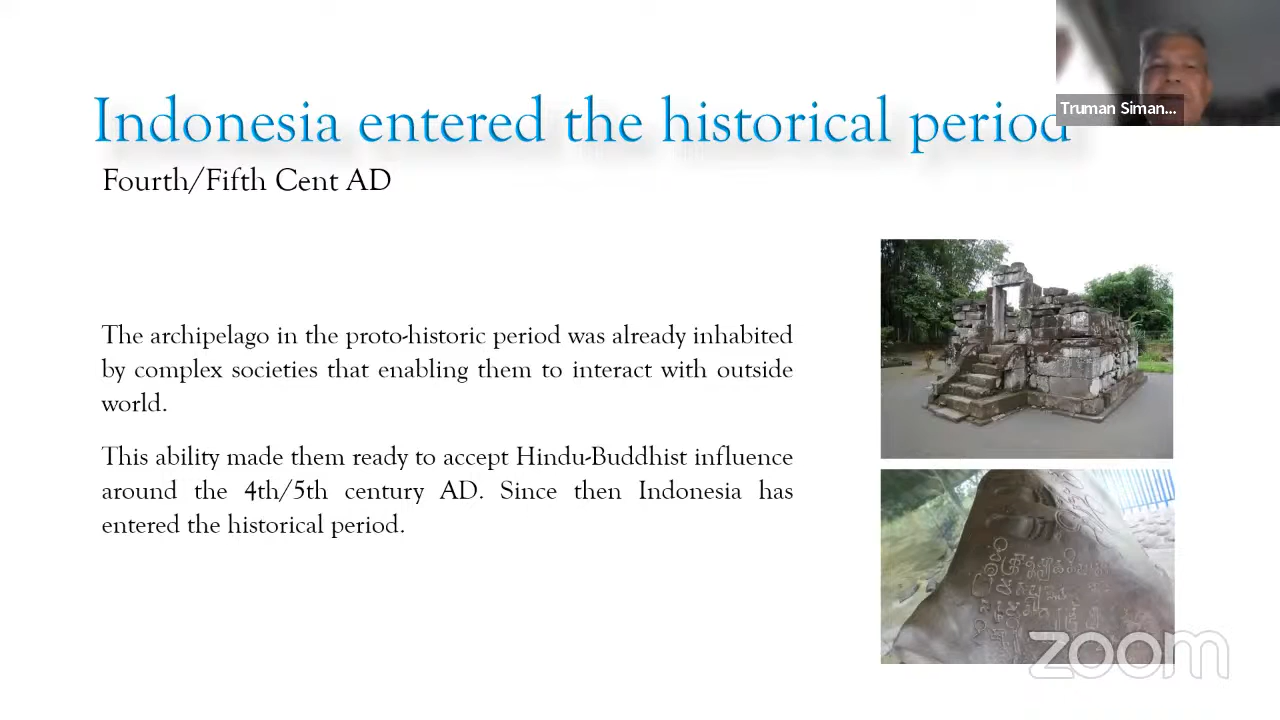 Indonesia entered the historical period
Truman Siman...
Fourth/Fifth Cent AD
The archipelago in the proto-historic period was already inhabited
by complex societies that enabling them to interact with outside
world.
This ability made them ready to accept Hindu-Buddhist influence
around the 4th/5th century AD. Since then Indonesia has
entered the historical period.
zoom